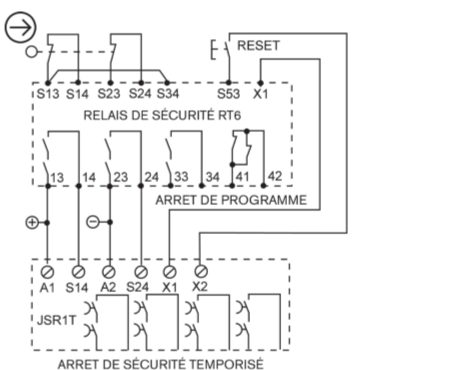 RESET
S13 S14 S23 S24 S34 S53 X1
RELAIS DE SÉCURITÉ RT6
13 14 23 24 33 34 41 42
ARRET DE PROGRAMME
+ −
A1 S14 A2 S24 X1 X2
JSR1T
ARRET DE SÉCURITÉ TEMPORISÉ